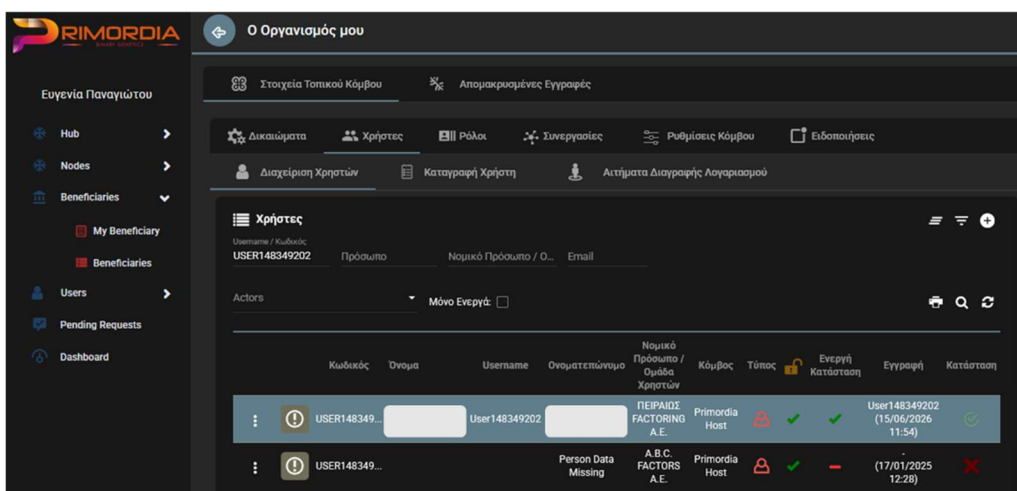 PRIMORDIA
BINARY GENETICS
Ο Οργανισμός μου
Ευγενία Παναγιώτου
Hub
Nodes
Beneficiaries
My Beneficiary
Beneficiaries
Users
Pending Requests
Dashboard
Στοιχεία Τοπικού Κόμβου Απομακρυσμένες Εγγραφές
Δικαιώματα Χρήστες Ρόλοι Συνεργασίες Ρυθμίσεις Κόμβου Ειδοποιήσεις
Διαχείριση Χρηστών Καταγραφή Χρήστη Αιτήματα Διαγραφής Λογαριασμού
Χρήστες
Username / Κωδικός
USER148349202 Πρόσωπο Νομικό Πρόσωπο / Ο... Email
Actors Μόνο Ενεργά:
Κωδικός Όνομα Username Ονοματεπώνυμο Νομικό Πρόσωπο / Ομάδα Χρηστών Κόμβος Τύπος Ενεργή Κατάσταση Εγγραφή Κατάσταση
USER148349... User148349202 ΠΕΙΡΑΙΩΣ FACTORING Α.Ε. Primordia Host User148349202 (15/06/2026 11:54)
USER148349... Person Data Missing A.B.C. FACTORS Α.Ε. Primordia Host - (17/01/2025 12:28)